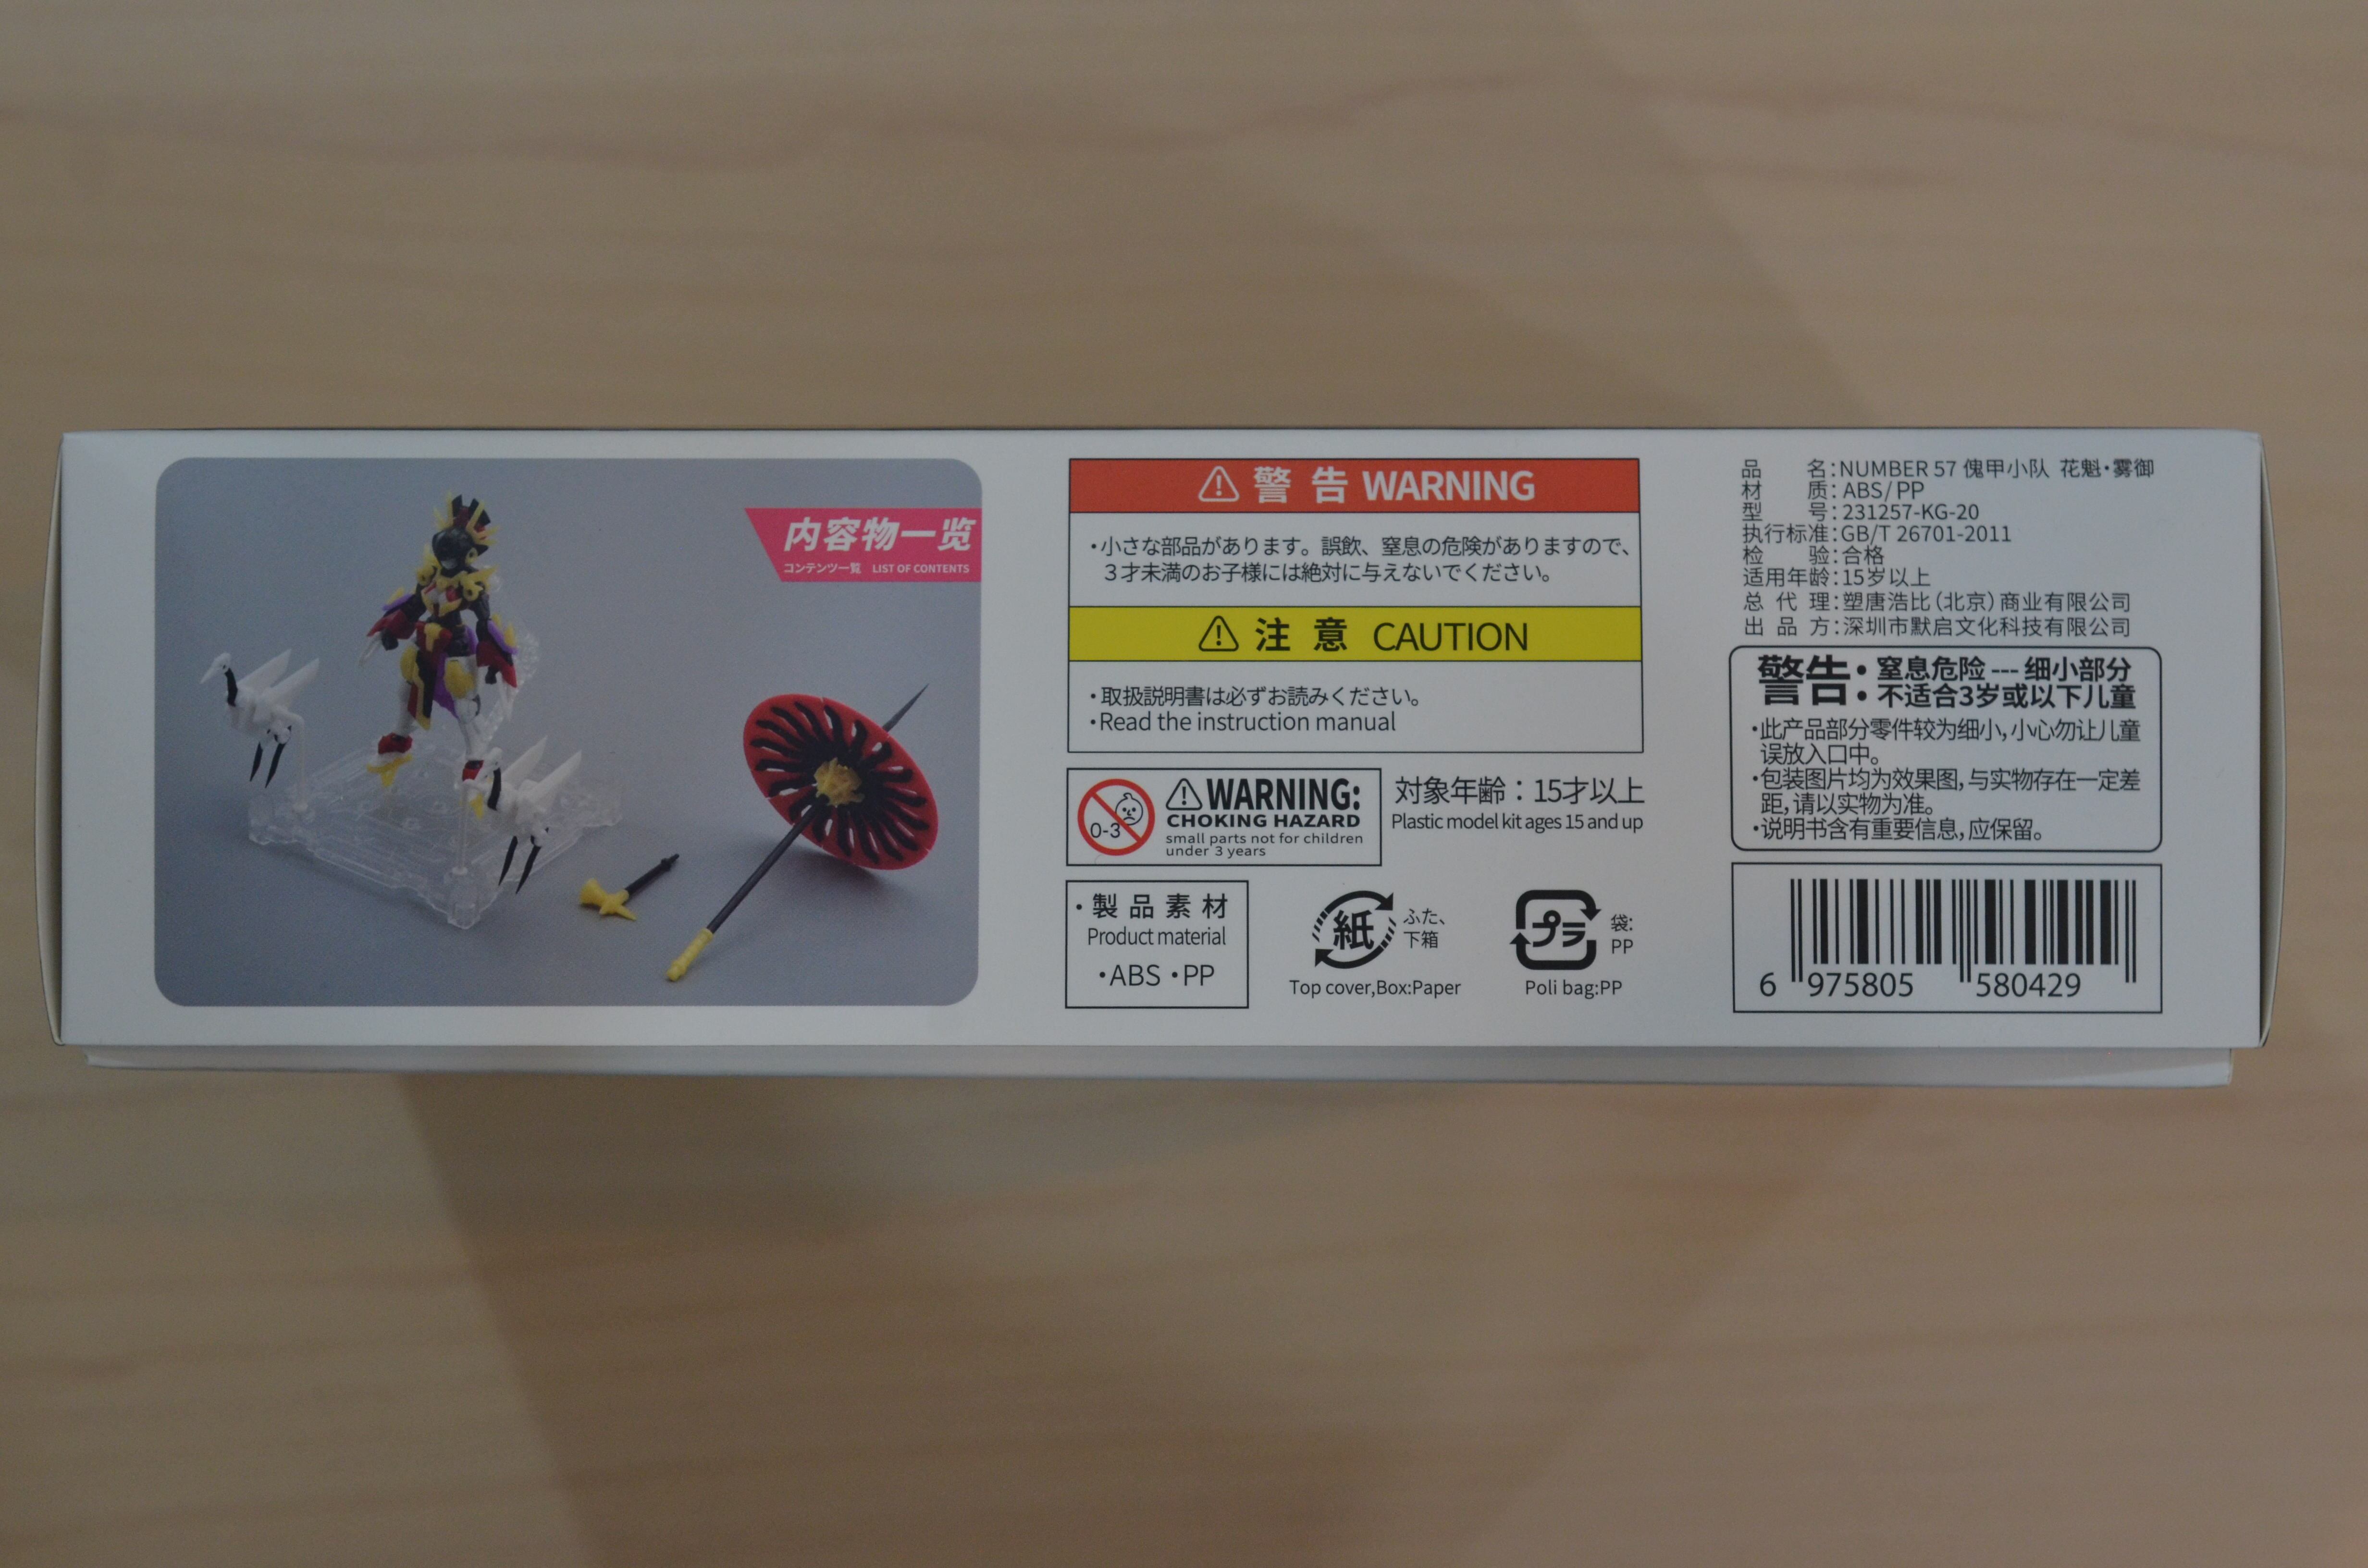 内容物一览
コンテンツ一覧 LIST OF CONTENTS
警告 WARNING
・小さな部品があります。誤飲、窒息の危険がありますので、
３才未満のお子様には絶対に与えないでください。
注意 CAUTION
・取扱説明書は必ずお読みください。
・Read the instruction manual
0-3
WARNING:
CHOKING HAZARD
small parts not for children
under 3 years
対象年齢：15才以上
Plastic model kit ages 15 and up
・製品素材
Product material
・ABS ・PP
紙
ふた、
下箱
Top cover,Box:Paper
プラ
袋:
PP
Poli bag:PP
品名:NUMBER 57 傀甲小队 花魁·雾御
材质:ABS/PP
型号:231257-KG-20
执行标准:GB/T 26701-2011
检验:合格
适用年龄:15岁以上
总代理:塑唐浩比(北京)商业有限公司
出品方:深圳市默启文化科技有限公司
警告:
窒息危险---细小部分
不适合3岁或以下儿童
·此产品部分零件较为细小,小心勿让儿童
误放入口中。
·包装图片均为效果图,与实物存在一定差
距,请以实物为准。
·说明书含有重要信息,应保留。
6 975805 580429